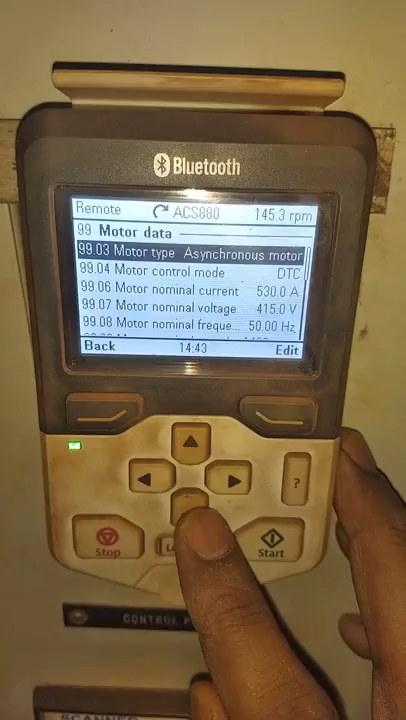 Bluetooth
Remote ACS880 145.3 rpm
99 Motor data
99.03 Motor type Asynchronous motor
99.04 Motor control mode DTC
99.06 Motor nominal current 530.0 A
99.07 Motor nominal voltage 415.0 V
99.08 Motor nominal freque... 50.00 Hz
Back 14:43 Edit
?
Stop Start
CONTROL
SCANNER